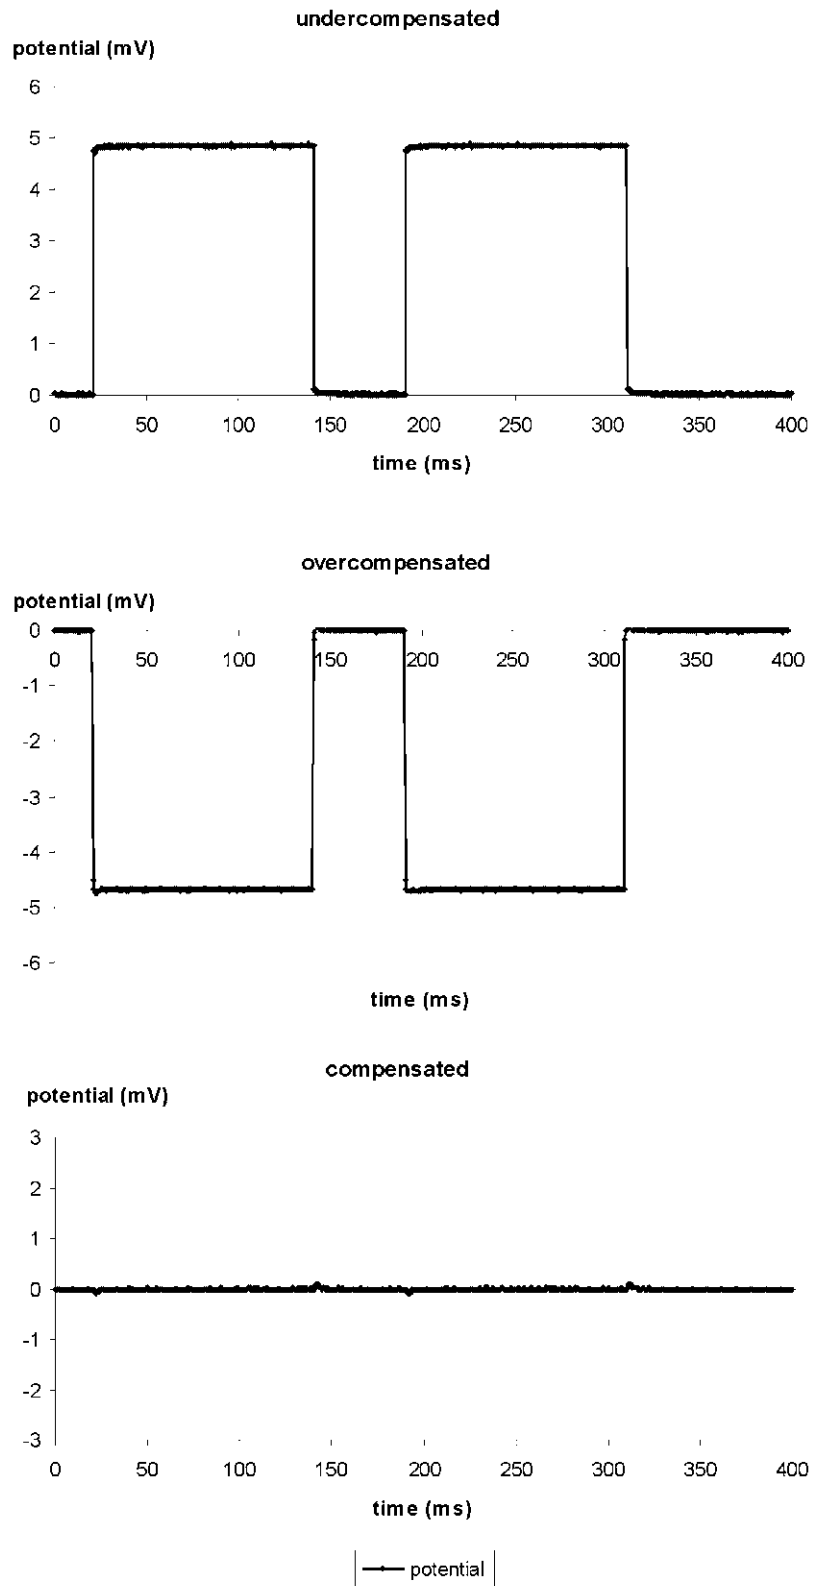 undercompensated
potential (mV)
6
5
4
3
2
1
0
0 50 100 150 200 250 300 350 400
time (ms)
overcompensated
potential (mV)
0
0 50 100 150 200 250 300 350 400
-1
-2
-3
-4
-5
-6
time (ms)
compensated
potential (mV)
3
2
1
0
-1
-2
-3
0 50 100 150 200 250 300 350 400
time (ms)
potential